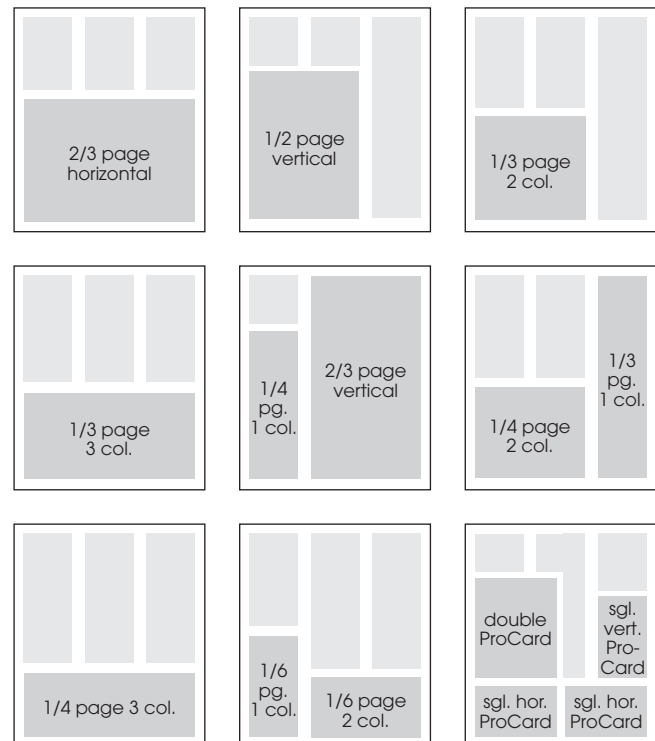 2/3 page
horizontal
1/2 page
vertical
1/3 page
2 col.
1/3 page
3 col.
1/4
pg.
1 col.
2/3 page
vertical
1/4 page
2 col.
1/3
pg.
1 col.
1/4 page 3 col.
1/6
pg.
1 col.
1/6 page
2 col.
double
ProCard
sgl.
vert.
Pro-
Card
sgl. hor.
ProCard
sgl. hor.
ProCard